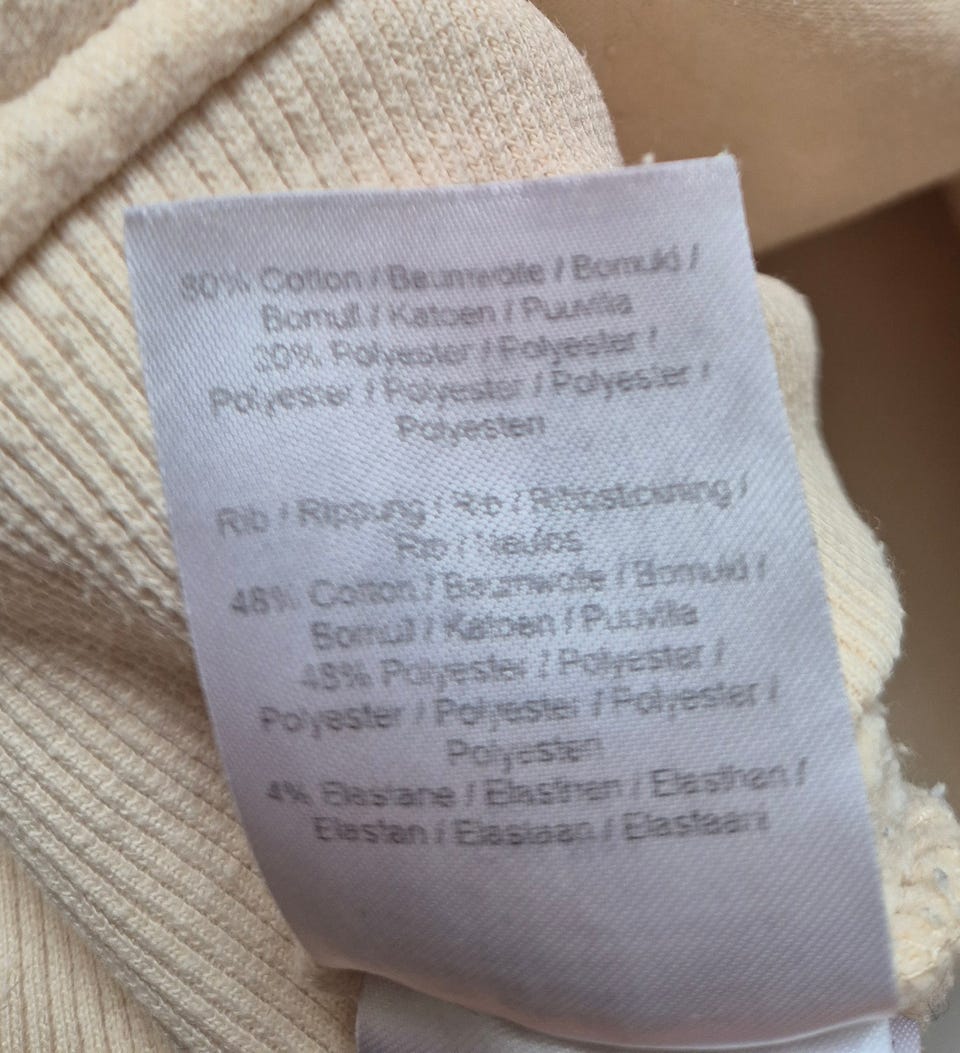 80% Cotton / Baumwolle / Bomuld /
Bomull / Katoen / Puuvilla
20% Polyester / Polyester /
Polyester / Polyester / Polyester /
Polyesteri
Rib / Rippung / Rib / Ribbstickning /
Rib / Neulos
48% Cotton / Baumwolle / Bomuld /
Bomull / Katoen / Puuvilla
48% Polyester / Polyester /
Polyester / Polyester / Polyester /
Polyesteri
4% Elastane / Elasthan / Elasthan /
Elastan / Elastaan / Elastaani